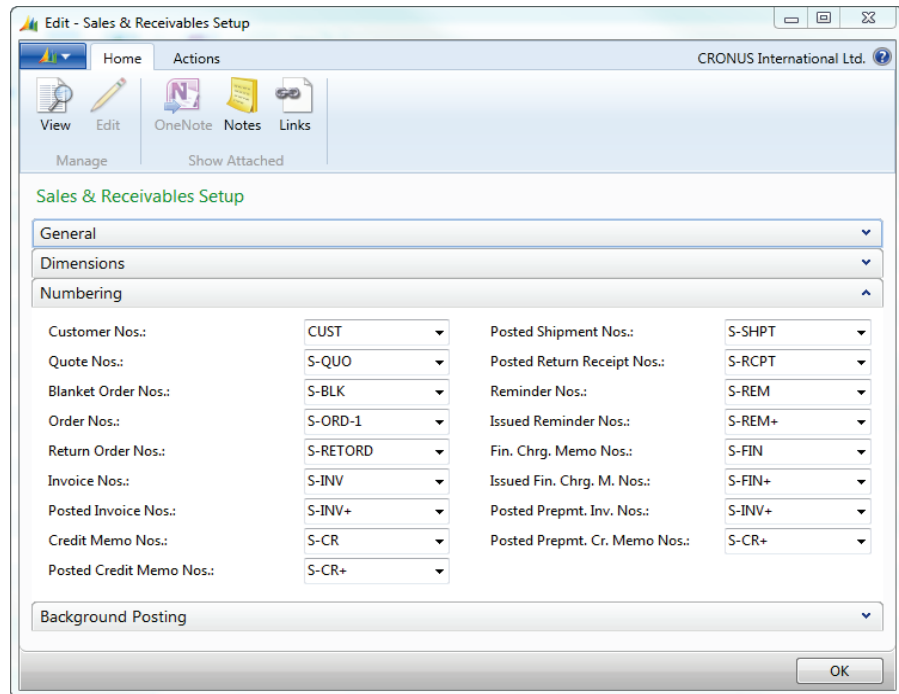 Edit - Sales & Receivables Setup
Home Actions CRONUS International Ltd.
View Edit OneNote Notes Links
Manage Show Attached
Sales & Receivables Setup
General
Dimensions
Numbering
Customer Nos.: CUST Posted Shipment Nos.: S-SHPT
Quote Nos.: S-QUO Posted Return Receipt Nos.: S-RCPT
Blanket Order Nos.: S-BLK Reminder Nos.: S-REM
Order Nos.: S-ORD-1 Issued Reminder Nos.: S-REM+
Return Order Nos.: S-RETORD Fin. Chrg. Memo Nos.: S-FIN
Invoice Nos.: S-INV Issued Fin. Chrg. M. Nos.: S-FIN+
Posted Invoice Nos.: S-INV+ Posted Prepmt. Inv. Nos.: S-INV+
Credit Memo Nos.: S-CR Posted Prepmt. Cr. Memo Nos.: S-CR+
Posted Credit Memo Nos.: S-CR+
Background Posting
OK